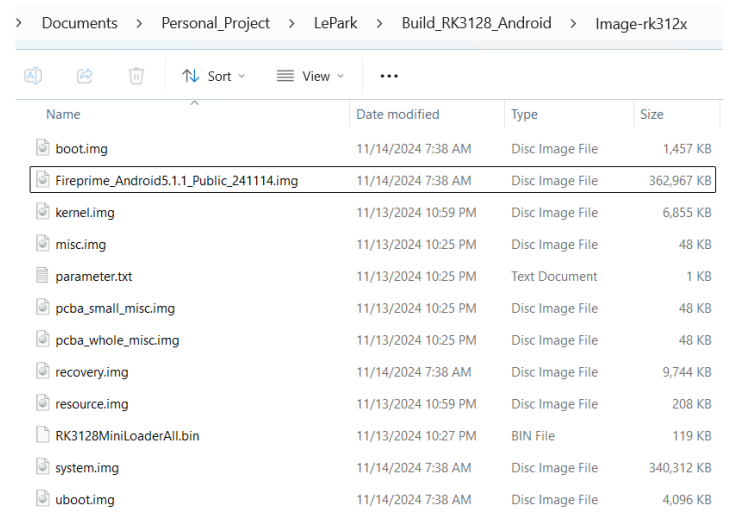 > Documents > Personal_Project > LePark > Build_RK3128_Android > Image-rk312x
Sort View ...
Name Date modified Type Size
boot.img 11/14/2024 7:38 AM Disc Image File 1,457 KB
Fireprime_Android5.1.1_Public_241114.img 11/14/2024 7:38 AM Disc Image File 362,967 KB
kernel.img 11/13/2024 10:59 PM Disc Image File 6,855 KB
misc.img 11/13/2024 10:25 PM Disc Image File 48 KB
parameter.txt 11/13/2024 10:25 PM Text Document 1 KB
pcba_small_misc.img 11/13/2024 10:25 PM Disc Image File 48 KB
pcba_whole_misc.img 11/13/2024 10:25 PM Disc Image File 48 KB
recovery.img 11/14/2024 7:38 AM Disc Image File 9,744 KB
resource.img 11/13/2024 10:59 PM Disc Image File 208 KB
RK3128MiniLoaderAll.bin 11/13/2024 10:27 PM BIN File 119 KB
system.img 11/14/2024 7:38 AM Disc Image File 340,312 KB
uboot.img 11/14/2024 7:38 AM Disc Image File 4,096 KB